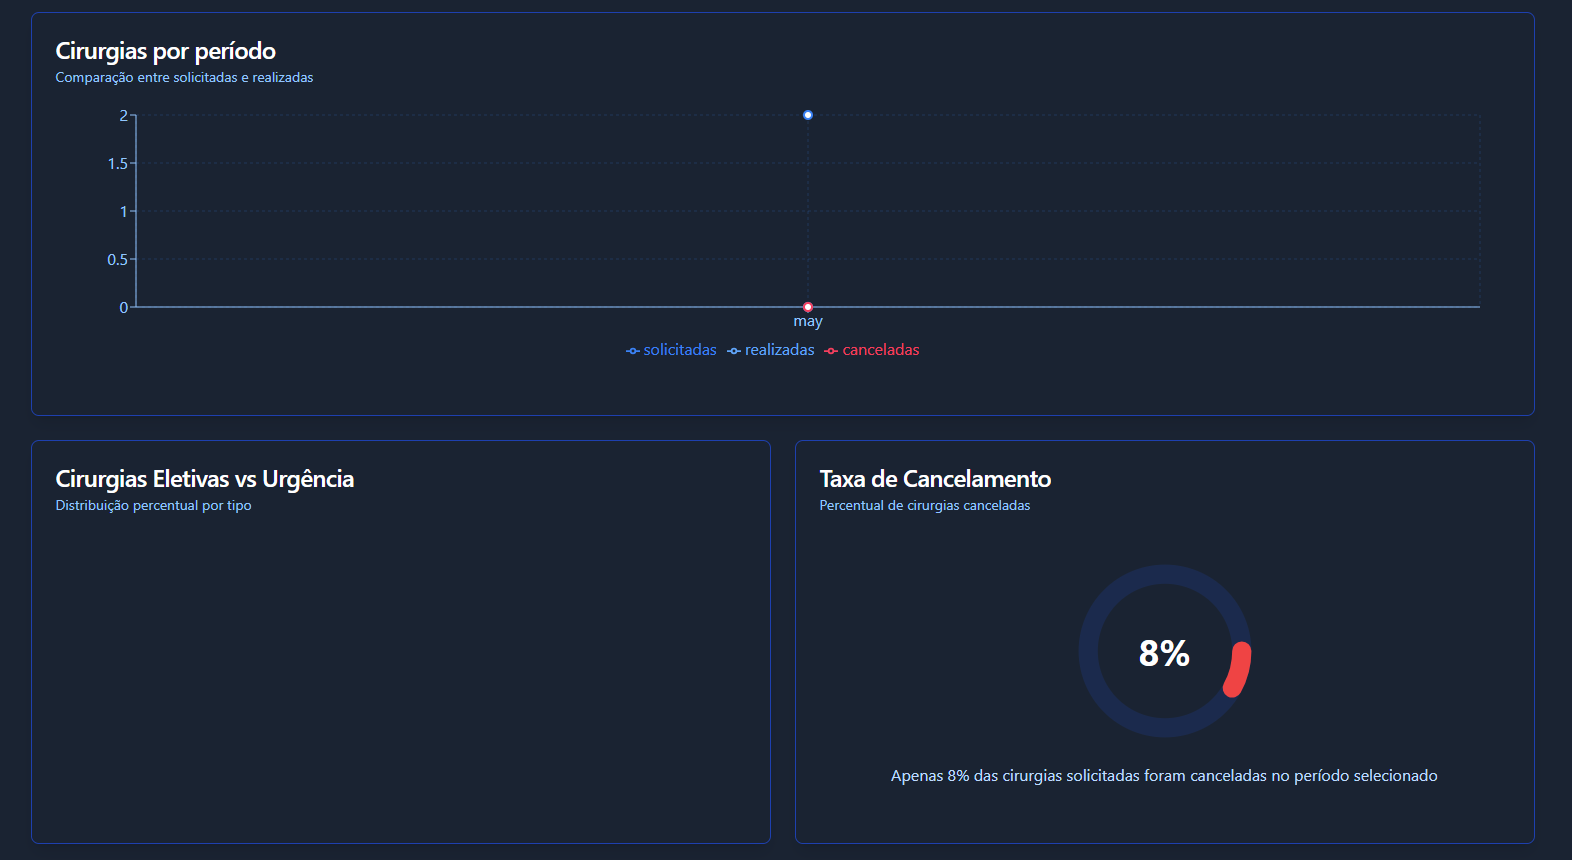 Cirurgias por período
Comparação entre solicitadas e realizadas
2
1.5
1
0.5
0
may
solicitadas realizadas canceladas
Cirurgias Eletivas vs Urgência
Distribuição percentual por tipo
Taxa de Cancelamento
Percentual de cirurgias canceladas
8%
Apenas 8% das cirurgias solicitadas foram canceladas no período selecionado